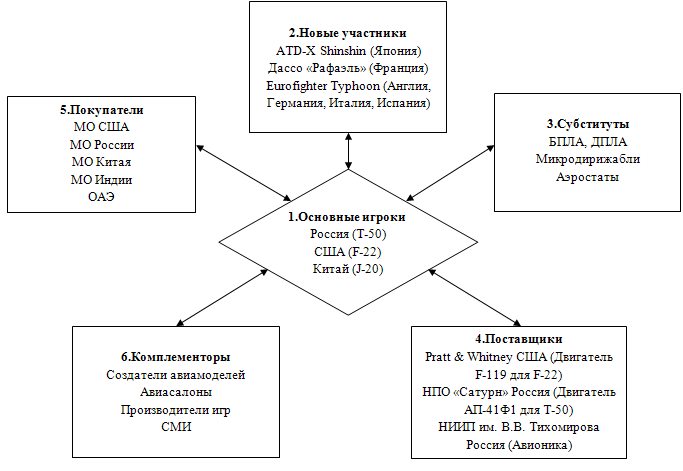 2.Новые участники
ATD-X Shinshin (Япония)
Дассо «Рафаэль» (Франция)
Eurofighter Typhoon (Англия,
Германия, Италия, Испания)
5.Покупатели
МО США
МО России
МО Китая
МО Индии
ОАЭ
3.Субституты
БПЛА, ДПЛА
Микродирижабли
Аэростаты
1.Основные игроки
Россия (Т-50)
США (F-22)
Китай (J-20)
6.Комплементоры
Создатели авиамоделей
Авиасалоны
Производители игр
СМИ
4.Поставщики
Pratt & Whitney США (Двигатель
F-119 для F-22)
НПО «Сатурн» Россия (Двигатель
АП-41Ф1 для Т-50)
НИИП им. В.В. Тихомирова
Россия (Авионика)